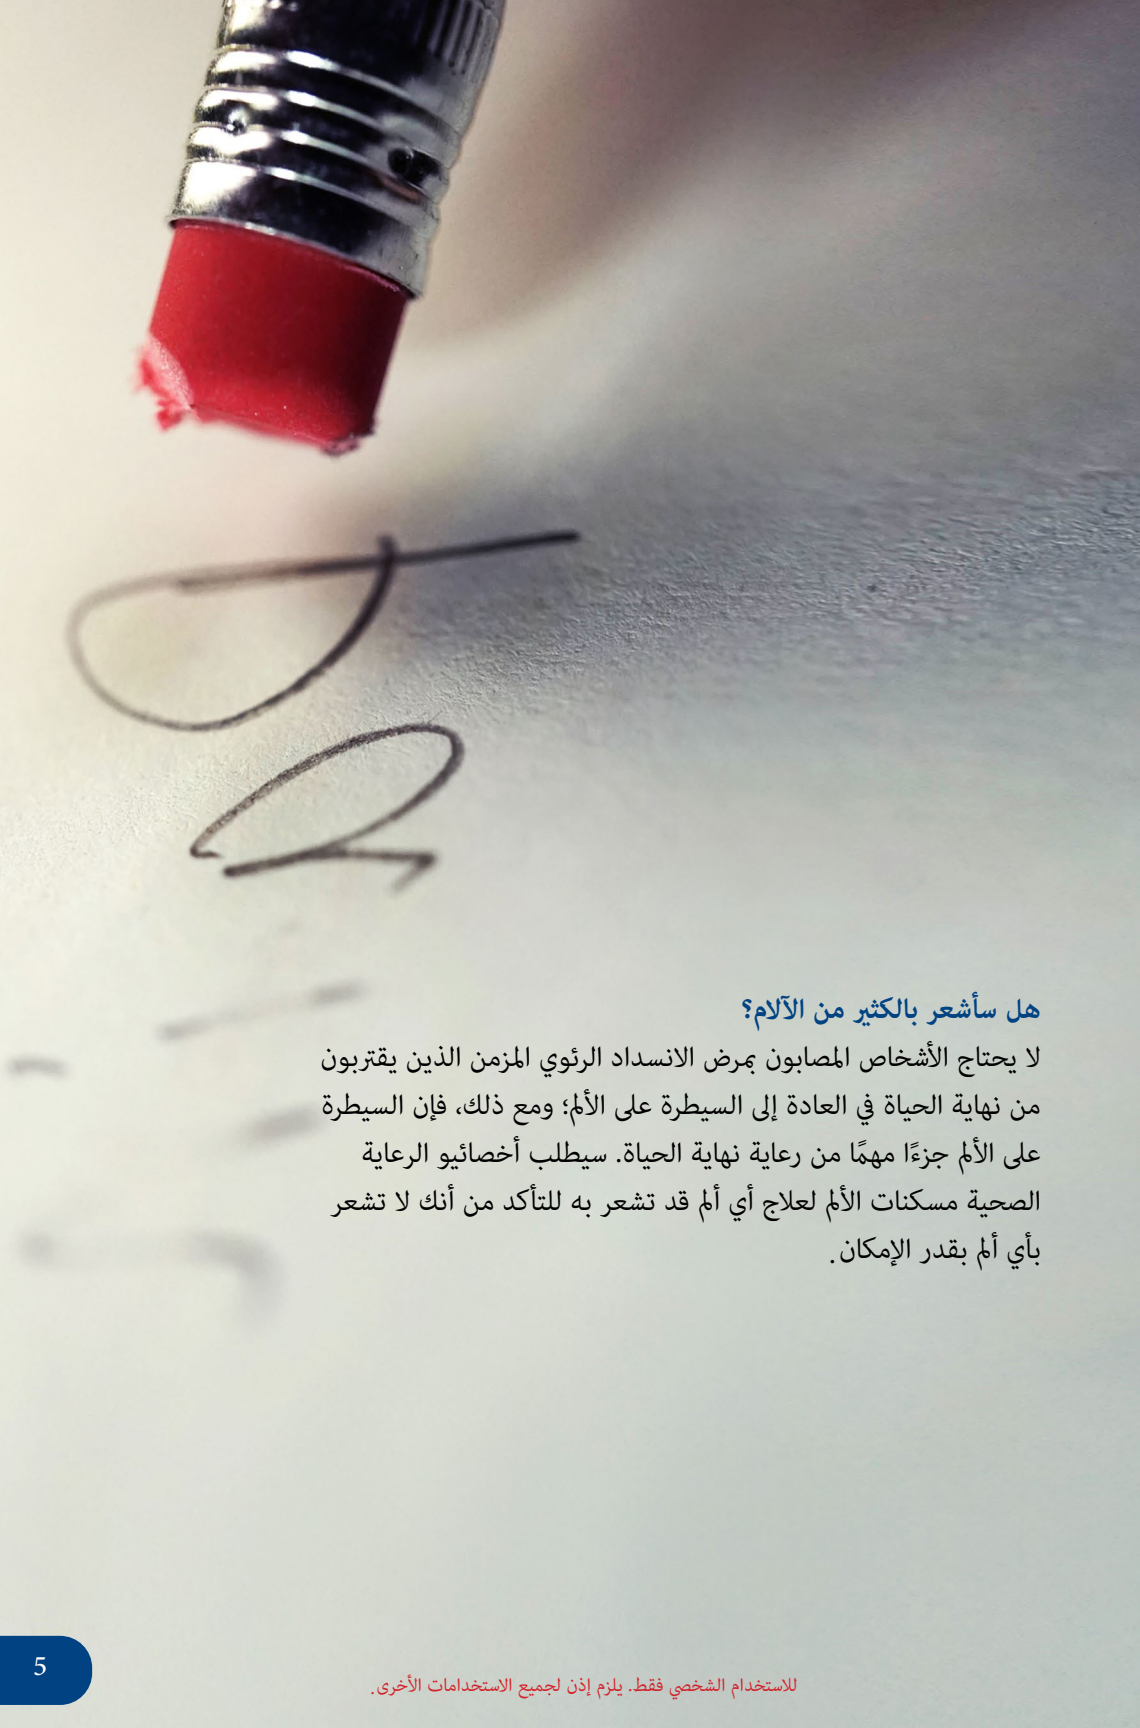 هل سأشعر بالكثير من الآلام؟
لا يحتاج الأشخاص المصابون بمرض الانسداد الرئوي المزمن الذين يقتربون
من نهاية الحياة في العادة إلى السيطرة على الألم؛ ومع ذلك، فإن السيطرة
على الألم جزءًا مهمًا من رعاية نهاية الحياة. سيطلب أخصائيو الرعاية
الصحية مسكنات الألم لعلاج أي ألم قد تشعر به للتأكد من أنك لا تشعر
بأي ألم بقدر الإمكان.
للاستخدام الشخصي فقط. يلزم إذن لجميع الاستخدامات الأخرى.
5